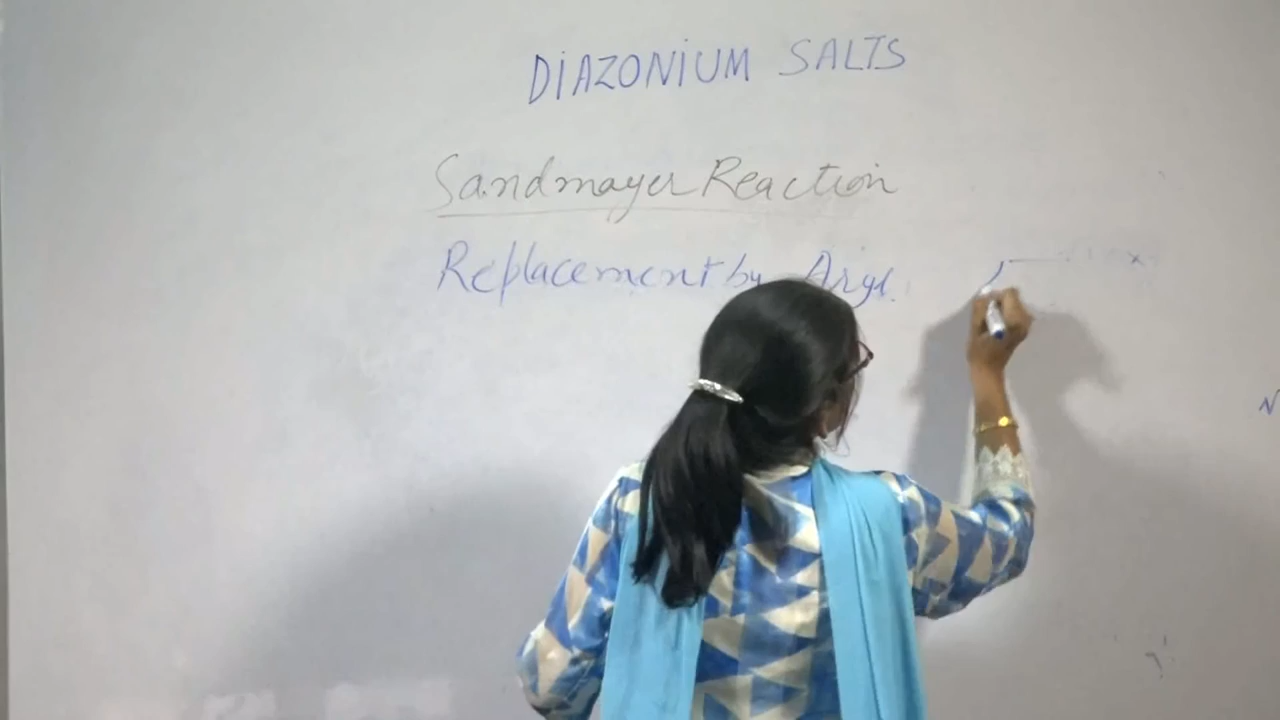 DIAZONIUM SALTS
Sandmayer Reaction
Replacement by Aryl
N